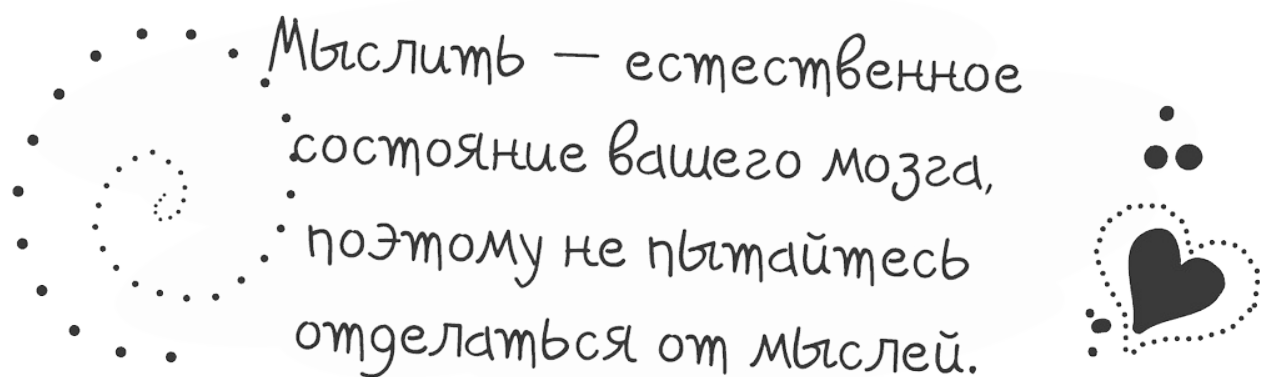 Мыслить — естественное
состояние вашего мозга,
поэтому не пытайтесь
отделаться от мыслей.